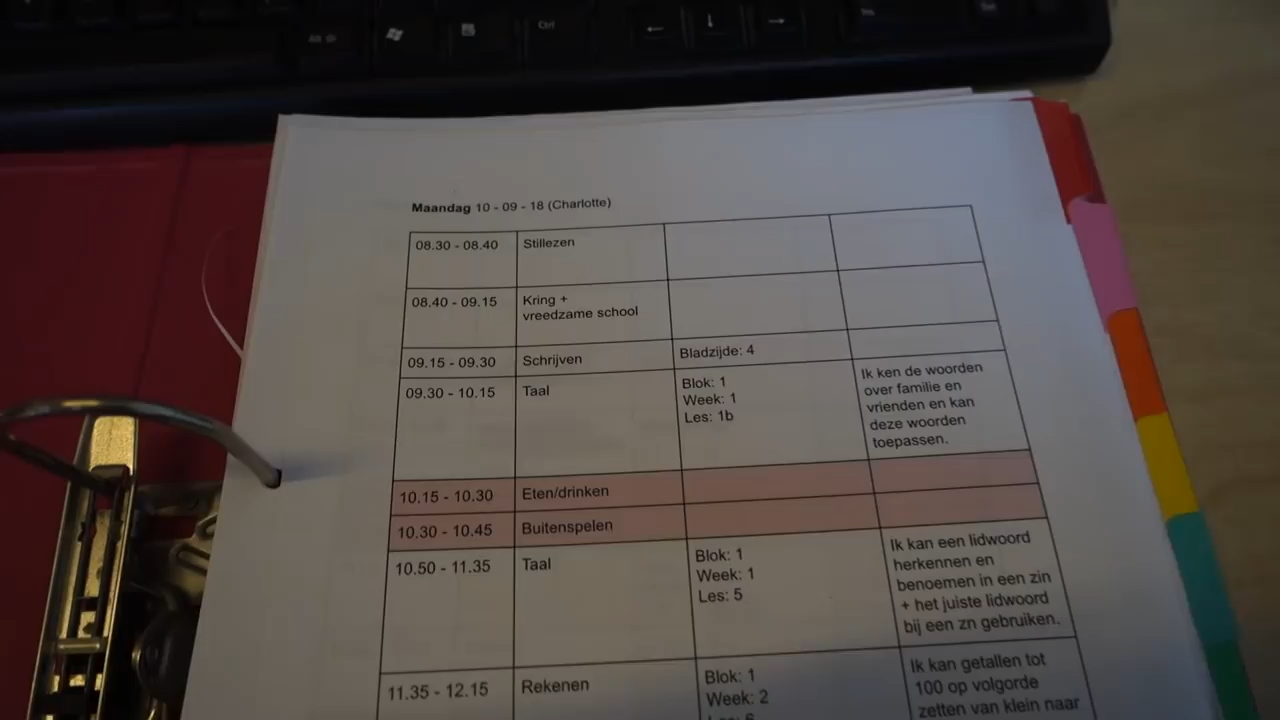 Ctrl
Maandag 10 - 09 - 18 (Charlotte)
08.30 - 08.40 Stillezen
08.40 - 09.15 Kring +
vreedzame school
09.15 - 09.30 Schrijven Bladzijde: 4
09.30 - 10.15 Taal Blok: 1
Week: 1
Les: 1b
Ik ken de woorden
over familie en
vrienden en kan
deze woorden
toepassen.
10.15 - 10.30 Eten/drinken
10.30 - 10.45 Buitenspelen
10.50 - 11.35 Taal Blok: 1
Week: 1
Les: 5
Ik kan een lidwoord
herkennen en
benoemen in een zin
+ het juiste lidwoord
bij een zn gebruiken.
11.35 - 12.15 Rekenen Blok: 1
Week: 2
Ik kan getallen tot
100 op volgorde
zetten van klein naar